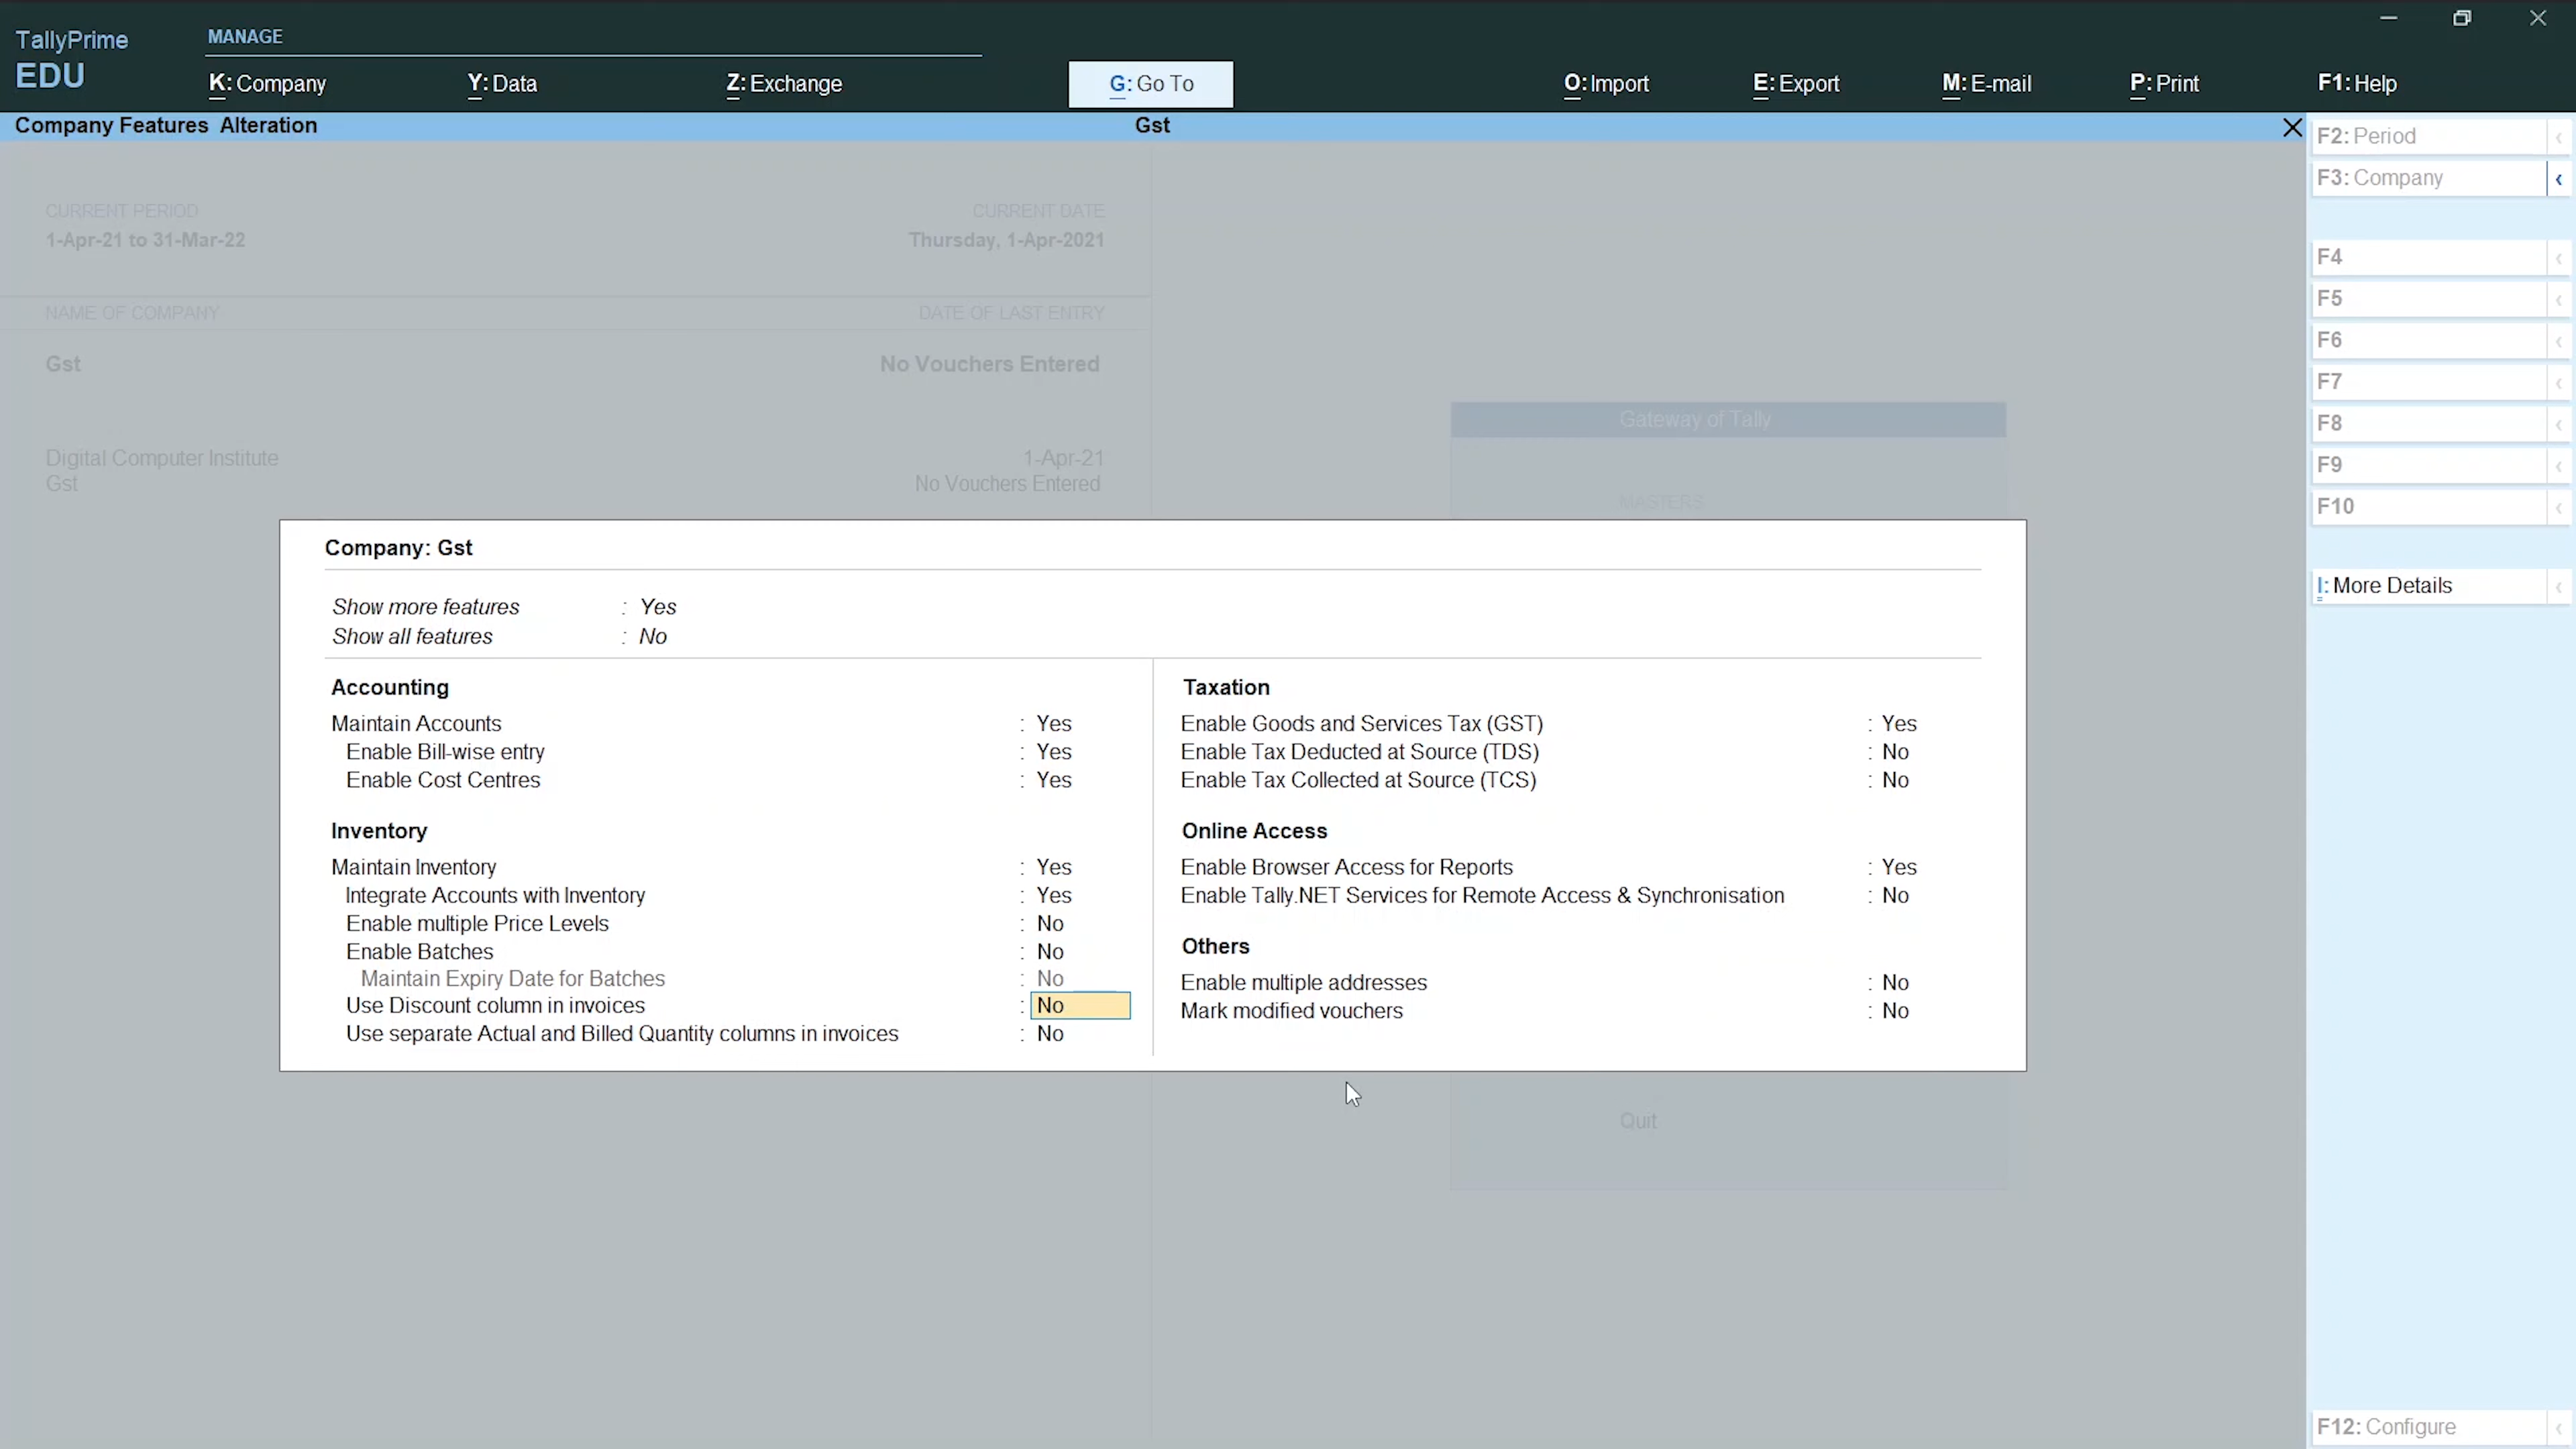 TallyPrime
EDU
MANAGE
K: Company
Y: Data
Z: Exchange
G: Go To
O: Import
E: Export
M: E-mail
P: Print
F1: Help
Company Features Alteration
Gst
F2: Period
F3: Company
F4
F5
F6
F7
F8
F9
F10
I: More Details
F12: Configure
CURRENT PERIOD
1-Apr-21 to 31-Mar-22
CURRENT DATE
Thursday, 1-Apr-2021
NAME OF COMPANY
DATE OF LAST ENTRY
Gst
No Vouchers Entered
Digital Computer Institute
1-Apr-21
Gst
No Vouchers Entered
Gateway of Tally
MASTERS
Company: Gst
Show more features : Yes
Show all features : No
Accounting
Maintain Accounts : Yes
Enable Bill-wise entry : Yes
Enable Cost Centres : Yes
Inventory
Maintain Inventory : Yes
Integrate Accounts with Inventory : Yes
Enable multiple Price Levels : No
Enable Batches : No
Maintain Expiry Date for Batches : No
Use Discount column in invoices : No
Use separate Actual and Billed Quantity columns in invoices : No
Taxation
Enable Goods and Services Tax (GST) : Yes
Enable Tax Deducted at Source (TDS) : No
Enable Tax Collected at Source (TCS) : No
Online Access
Enable Browser Access for Reports : Yes
Enable Tally.NET Services for Remote Access & Synchronisation : No
Others
Enable multiple addresses : No
Mark modified vouchers : No
Quit